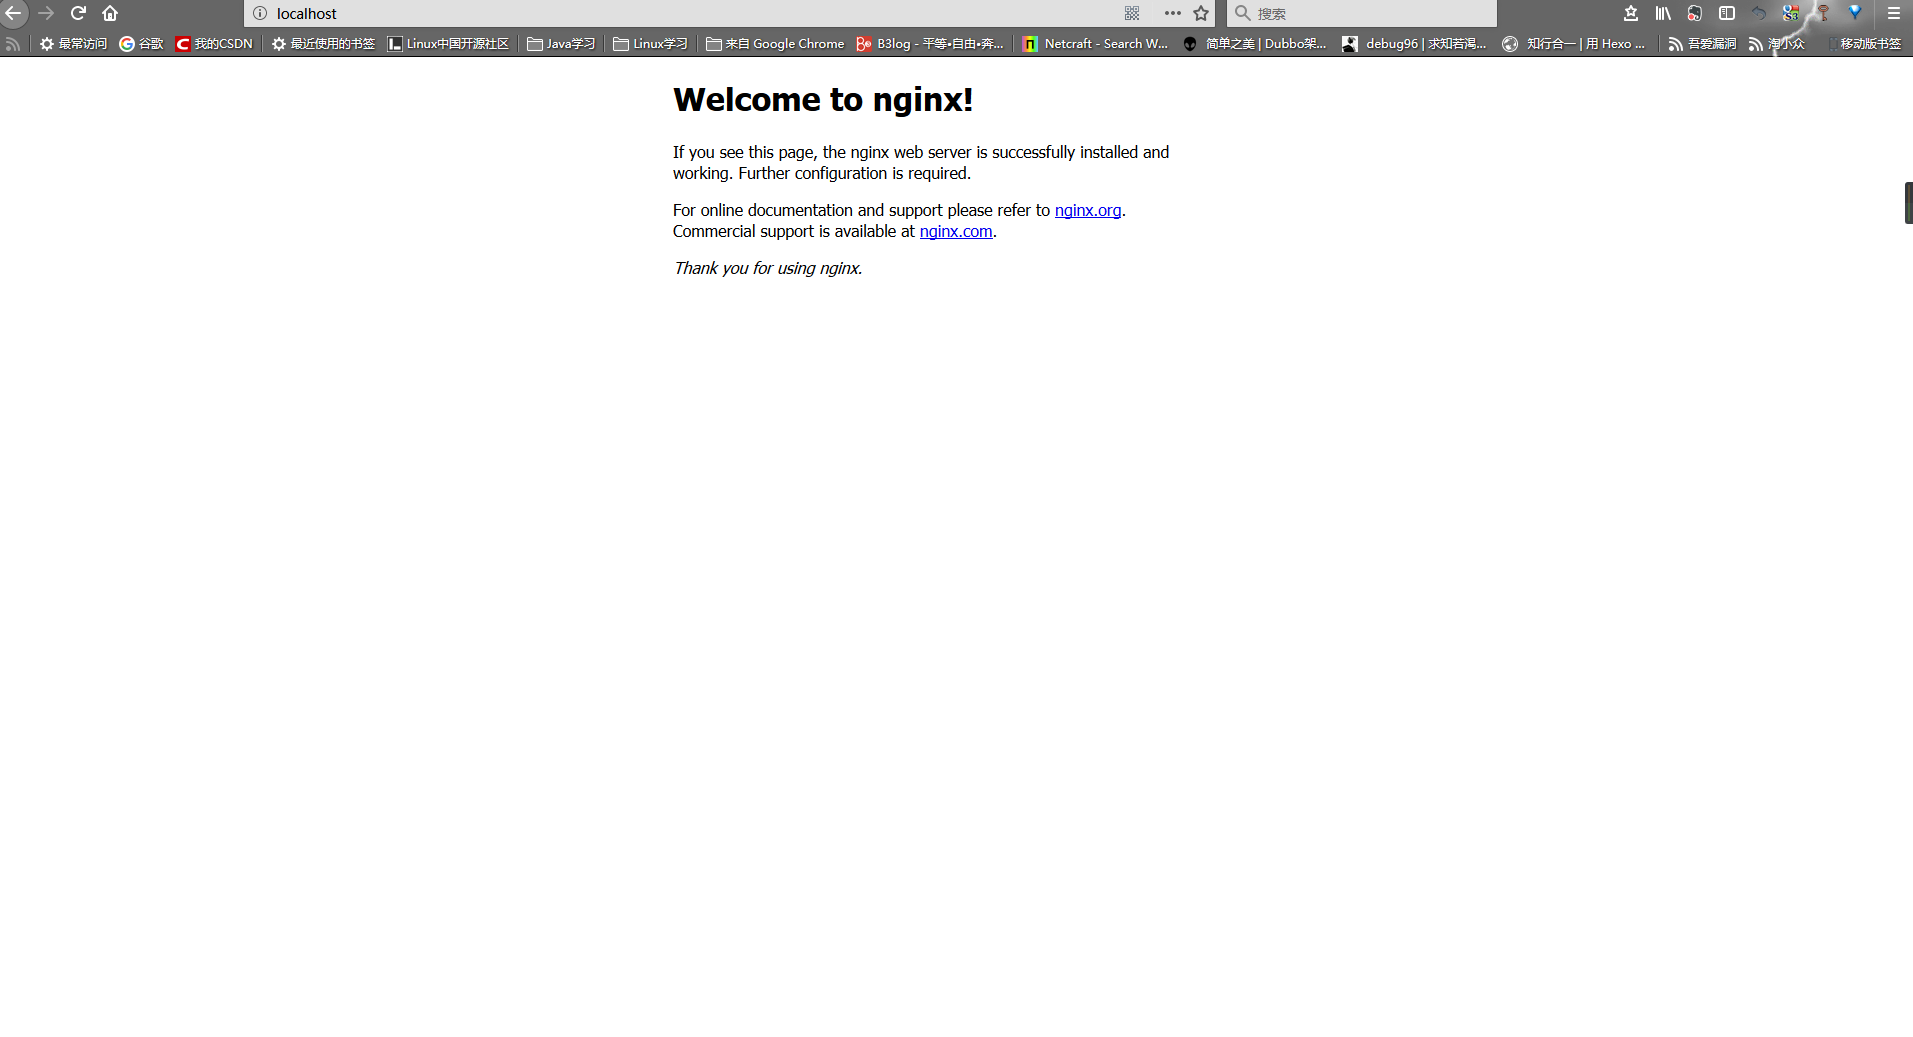 localhost
搜索
最常访问 谷歌 我的CSDN 最近使用的书签 Linux中国开源社区 Java学习 Linux学习 来自 Google Chrome B3log - 平等•自由•奔... Netcraft - Search W... 简单之美 | Dubbo架... debug96 | 求知若渴... 知行合一 | 用 Hexo ... 吾爱漏洞 淘小众 移动版书签
Welcome to nginx!
If you see this page, the nginx web server is successfully installed and
working. Further configuration is required.
For online documentation and support please refer to nginx.org.
Commercial support is available at nginx.com.
Thank you for using nginx.